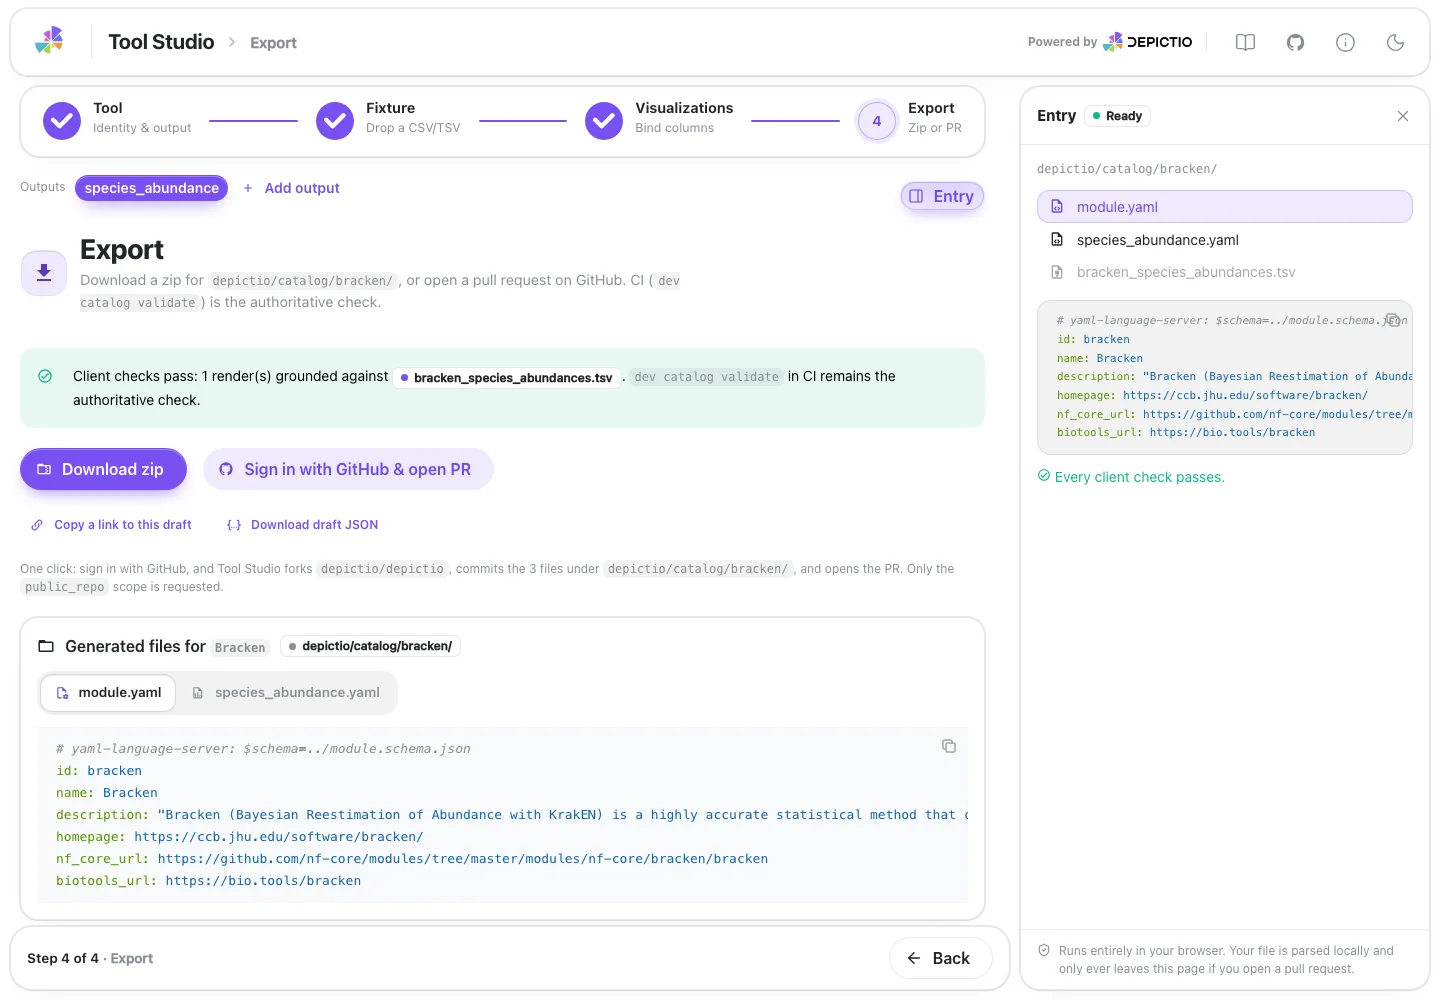 Tool Studio > Export
Powered by DEPICTIO
Tool
Identity & output
Fixture
Drop a CSV/TSV
Visualizations
Bind columns
4
Export
Zip or PR
Outputs species_abundance + Add output
Entry
Export
Download a zip for depictio/catalog/bracken/, or open a pull request on GitHub. CI (dev
catalog validate) is the authoritative check.
Client checks pass: 1 render(s) grounded against bracken_species_abundances.tsv. dev catalog validate in CI remains the
authoritative check.
Download zip
Sign in with GitHub & open PR
Copy a link to this draft
{..} Download draft JSON
One click: sign in with GitHub, and Tool Studio forks depictio/depictio, commits the 3 files under depictio/catalog/bracken/, and opens the PR. Only the
public_repo scope is requested.
Generated files for Bracken depictio/catalog/bracken/
module.yaml
species_abundance.yaml
# yaml-language-server: $schema=../module.schema.json
id: bracken
name: Bracken
description: "Bracken (Bayesian Reestimation of Abundance with KrakEN) is a highly accurate statistical method that
homepage: https://ccb.jhu.edu/software/bracken/
nf_core_url: https://github.com/nf-core/modules/tree/master/modules/nf-core/bracken/bracken
biotools_url: https://bio.tools/bracken
Step 4 of 4 · Export
Back
Entry Ready
depictio/catalog/bracken/
module.yaml
species_abundance.yaml
bracken_species_abundances.tsv
# yaml-language-server: $schema=../module.schema.json
id: bracken
name: Bracken
description: "Bracken (Bayesian Reestimation of Abunda
homepage: https://ccb.jhu.edu/software/bracken/
nf_core_url: https://github.com/nf-core/modules/tree/m
biotools_url: https://bio.tools/bracken
Every client check passes.
Runs entirely in your browser. Your file is parsed locally and
only ever leaves this page if you open a pull request.